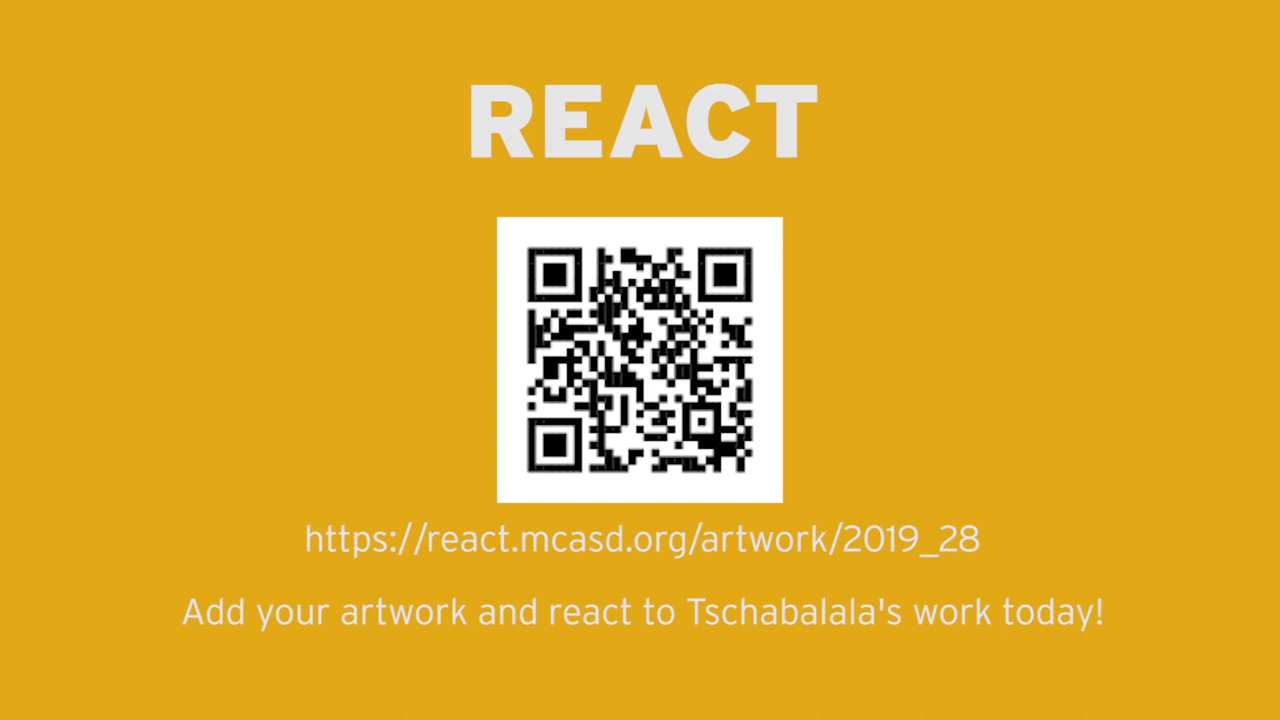 REACT
https://react.mcasd.org/artwork/2019_28
Add your artwork and react to Tschabalala's work today!